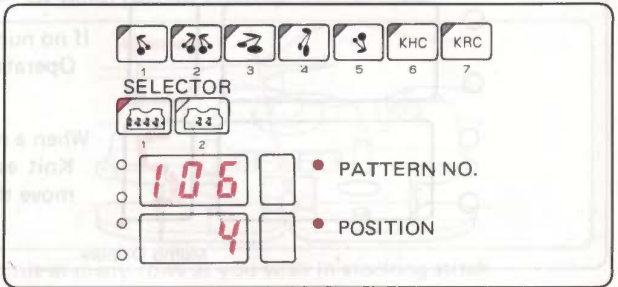 KHC KRC
1 2 3 4 5 6 7
SELECTOR
1 2
106 PATTERN NO.
4 POSITION
If no
When a
Knit
move